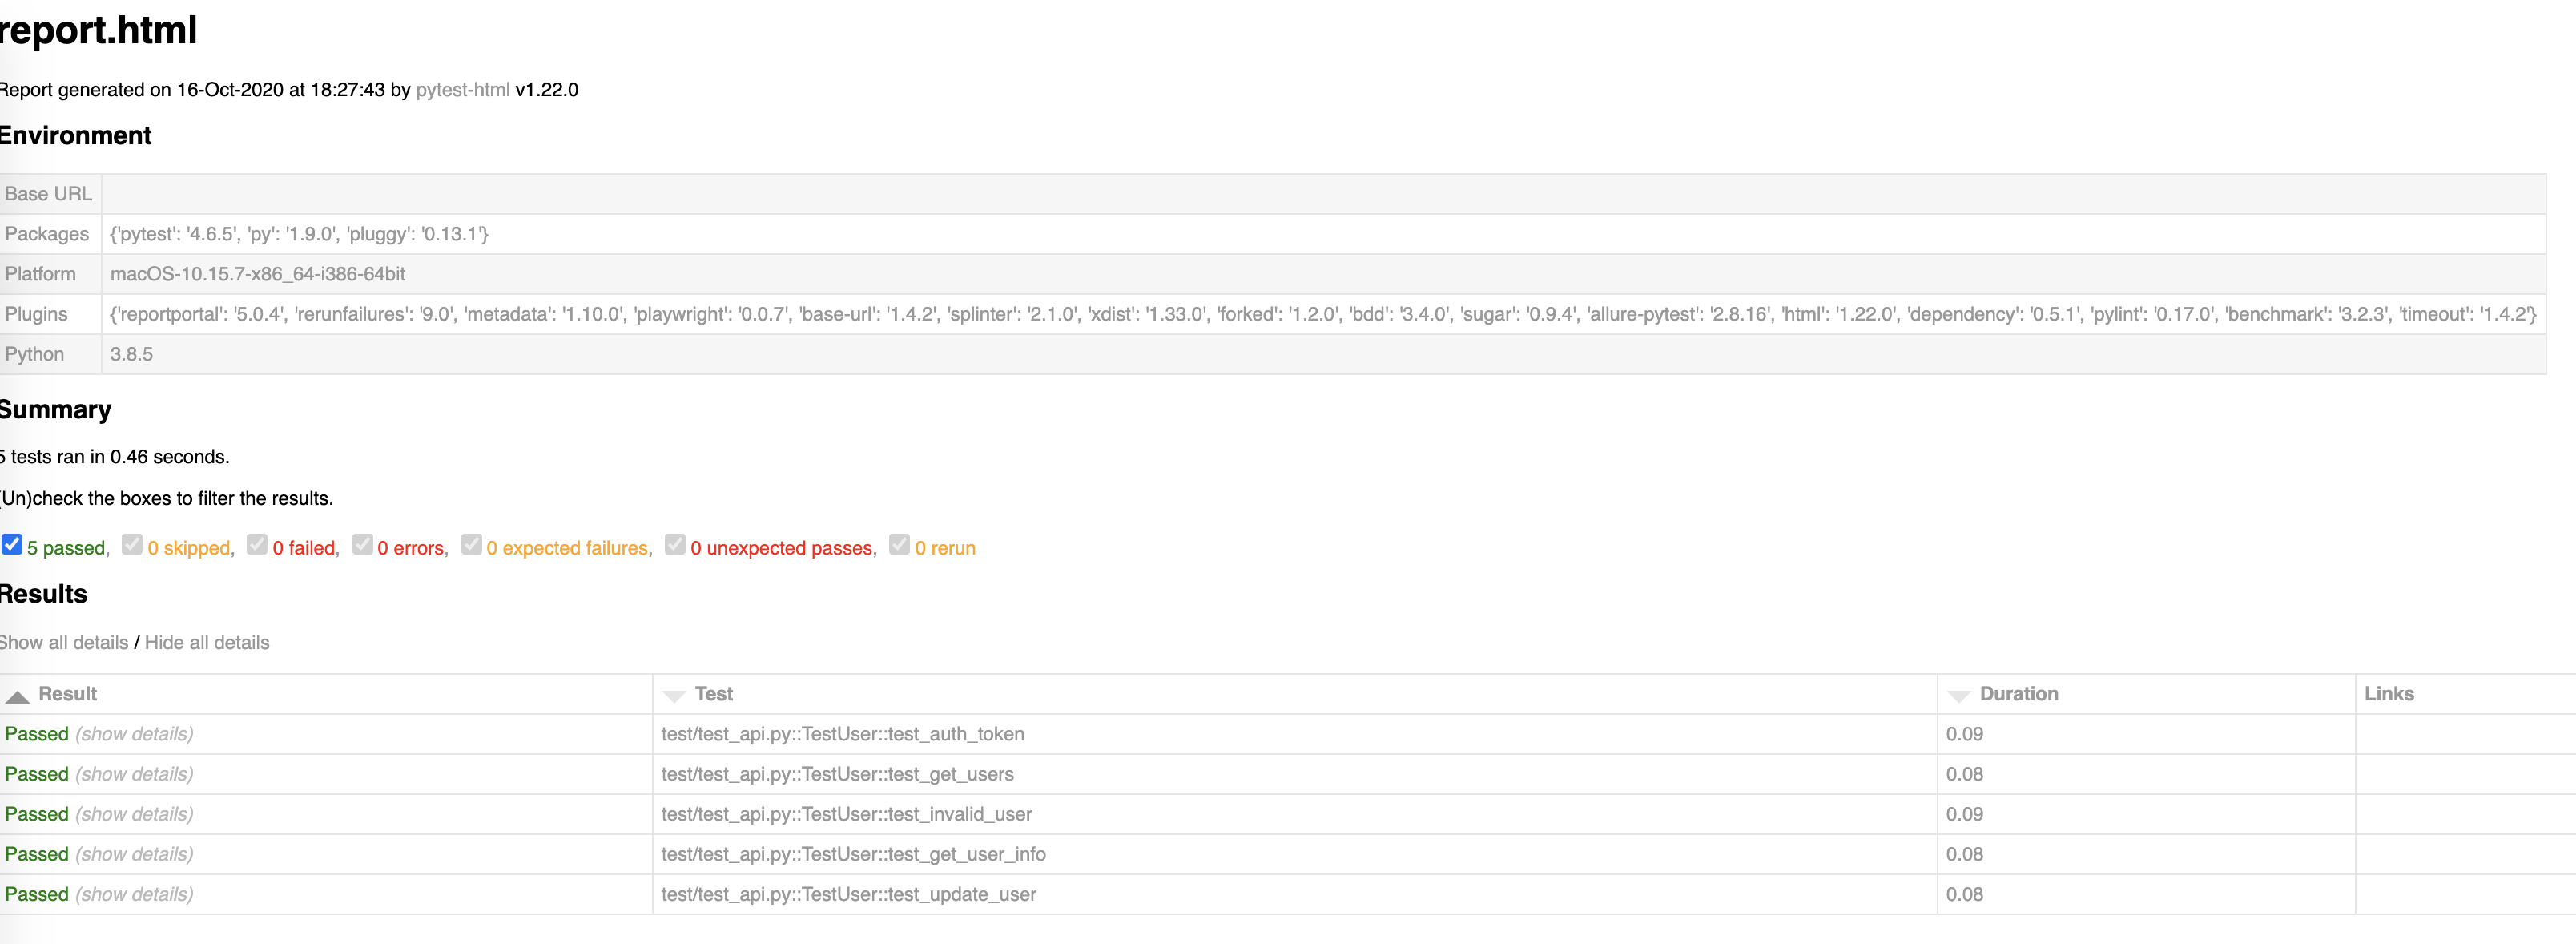 report.html
Report generated on 16-Oct-2020 at 18:27:43 by pytest-html v1.22.0
Environment
Base URL
Packages {'pytest': '4.6.5', 'py': '1.9.0', 'pluggy': '0.13.1'}
Platform macOS-10.15.7-x86_64-i386-64bit
Plugins {'reportportal': '5.0.4', 'rerunfailures': '9.0', 'metadata': '1.10.0', 'playwright': '0.0.7', 'base-url': '1.4.2', 'splinter': '2.1.0', 'xdist': '1.33.0', 'forked': '1.2.0', 'bdd': '3.4.0', 'sugar': '0.9.4', 'allure-pytest': '2.8.16', 'html': '1.22.0', 'dependency': '0.5.1', 'pylint': '0.17.0', 'benchmark': '3.2.3', 'timeout': '1.4.2'}
Python 3.8.5
Summary
5 tests ran in 0.46 seconds.
(Un)check the boxes to filter the results.
5 passed, 0 skipped, 0 failed, 0 errors, 0 expected failures, 0 unexpected passes, 0 rerun
Results
Show all details / Hide all details
Result Test Duration Links
Passed (show details) test/test_api.py::TestUser::test_auth_token 0.09
Passed (show details) test/test_api.py::TestUser::test_get_users 0.08
Passed (show details) test/test_api.py::TestUser::test_invalid_user 0.09
Passed (show details) test/test_api.py::TestUser::test_get_user_info 0.08
Passed (show details) test/test_api.py::TestUser::test_update_user 0.08